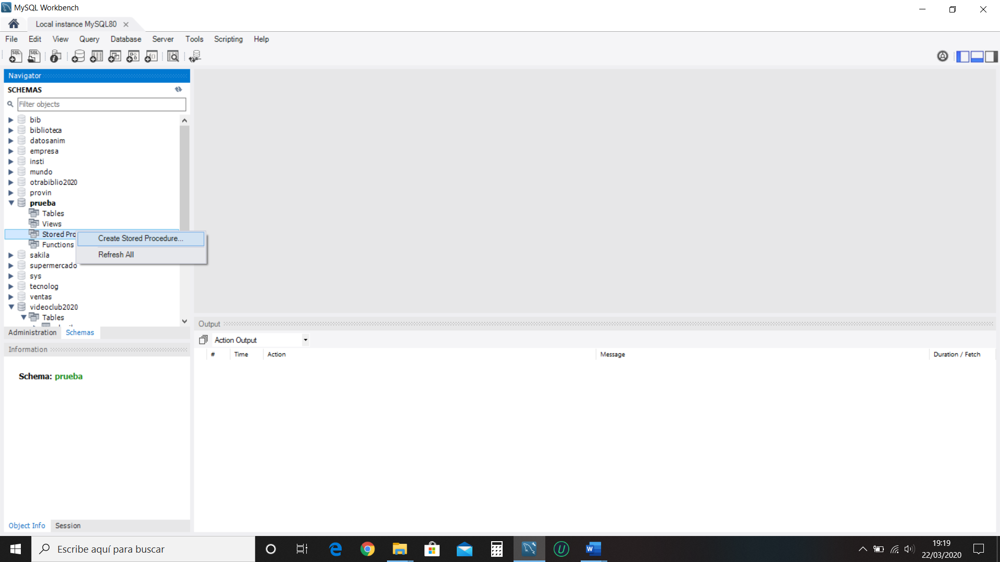 MySQL Workbench
Local instance MySQL80
File Edit View Query Database Server Tools Scripting Help
Navigator
SCHEMAS
Filter objects
bib
biblioteca
datosanim
empresa
insti
mundo
otrabiblio2020
provin
prueba
Tables
Views
Stored Pro
Create Stored Procedure...
Functions
Refresh All
sakila
supermercado
sys
tecnolog
ventas
videoclub2020
Tables
Administration Schemas
Information
Schema: prueba
Object Info Session
Output
Action Output
# Time Action Message Duration / Fetch
Escribe aquí para buscar
19:19
22/03/2020